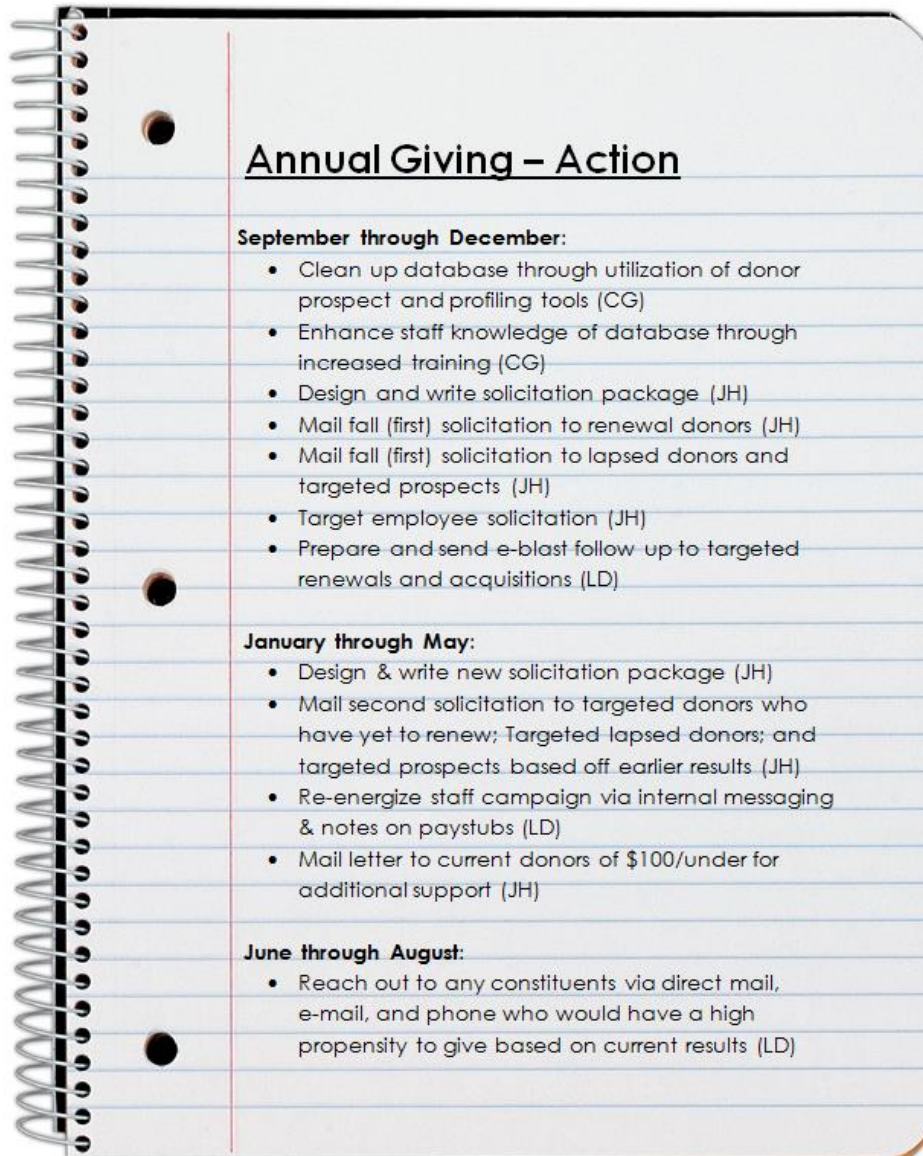 Annual Giving – Action
September through December:
• Clean up database through utilization of donor
prospect and profiling tools (CG)
• Enhance staff knowledge of database through
increased training (CG)
• Design and write solicitation package (JH)
• Mail fall (first) solicitation to renewal donors (JH)
• Mail fall (first) solicitation to lapsed donors and
targeted prospects (JH)
• Target employee solicitation (JH)
• Prepare and send e-blast follow up to targeted
renewals and acquisitions (LD)
January through May:
• Design & write new solicitation package (JH)
• Mail second solicitation to targeted donors who
have yet to renew; Targeted lapsed donors; and
targeted prospects based off earlier results (JH)
• Re-energize staff campaign via internal messaging
& notes on paystubs (LD)
• Mail letter to current donors of $100/under for
additional support (JH)
June through August:
• Reach out to any constituents via direct mail,
e-mail, and phone who would have a high
propensity to give based on current results (LD)